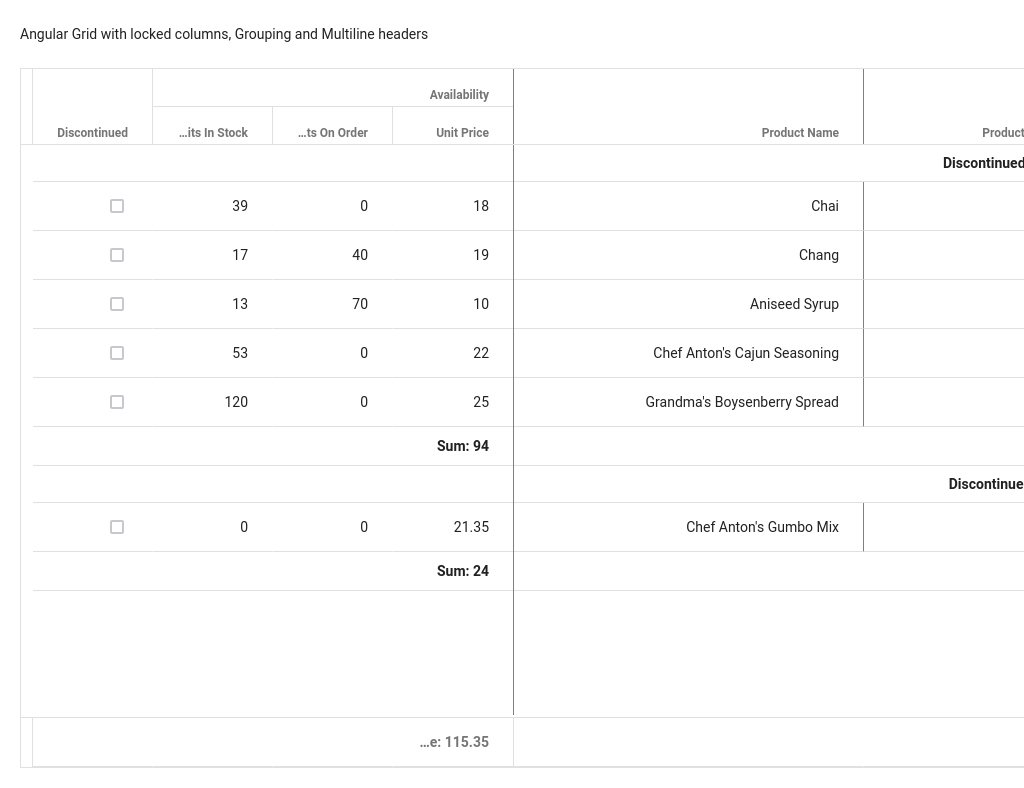 Angular Grid with locked columns, Grouping and Multiline headers
Availability
Discontinued ...its In Stock ...ts On Order Unit Price Product Name Product
Discontinued
39 0 18 Chai
17 40 19 Chang
13 70 10 Aniseed Syrup
53 0 22 Chef Anton's Cajun Seasoning
120 0 25 Grandma's Boysenberry Spread
Sum: 94
Discontinue
0 0 21.35 Chef Anton's Gumbo Mix
Sum: 24
...e: 115.35